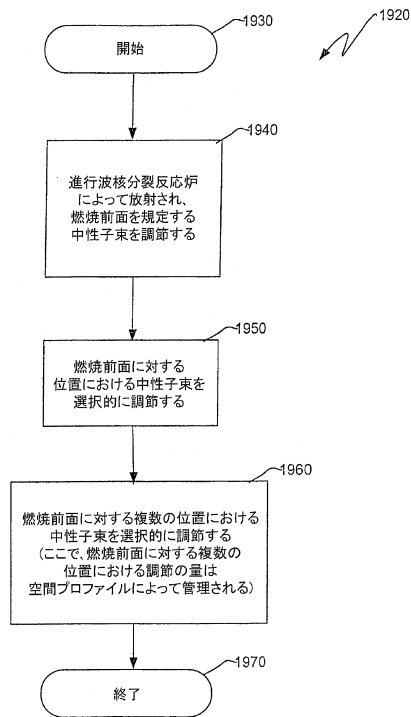 1920
1930
開始
1940
進行波核分裂反応炉
によって放射され、
燃焼前面を規定する
中性子束を調節する
1950
燃焼前面に対する
位置における中性子束を
選択的に調節する
1960
燃焼前面に対する複数の位置における
中性子束を選択的に調節する
(ここで、燃焼前面に対する複数の
位置における調節の量は
空間プロファイルによって管理される)
1970
終了